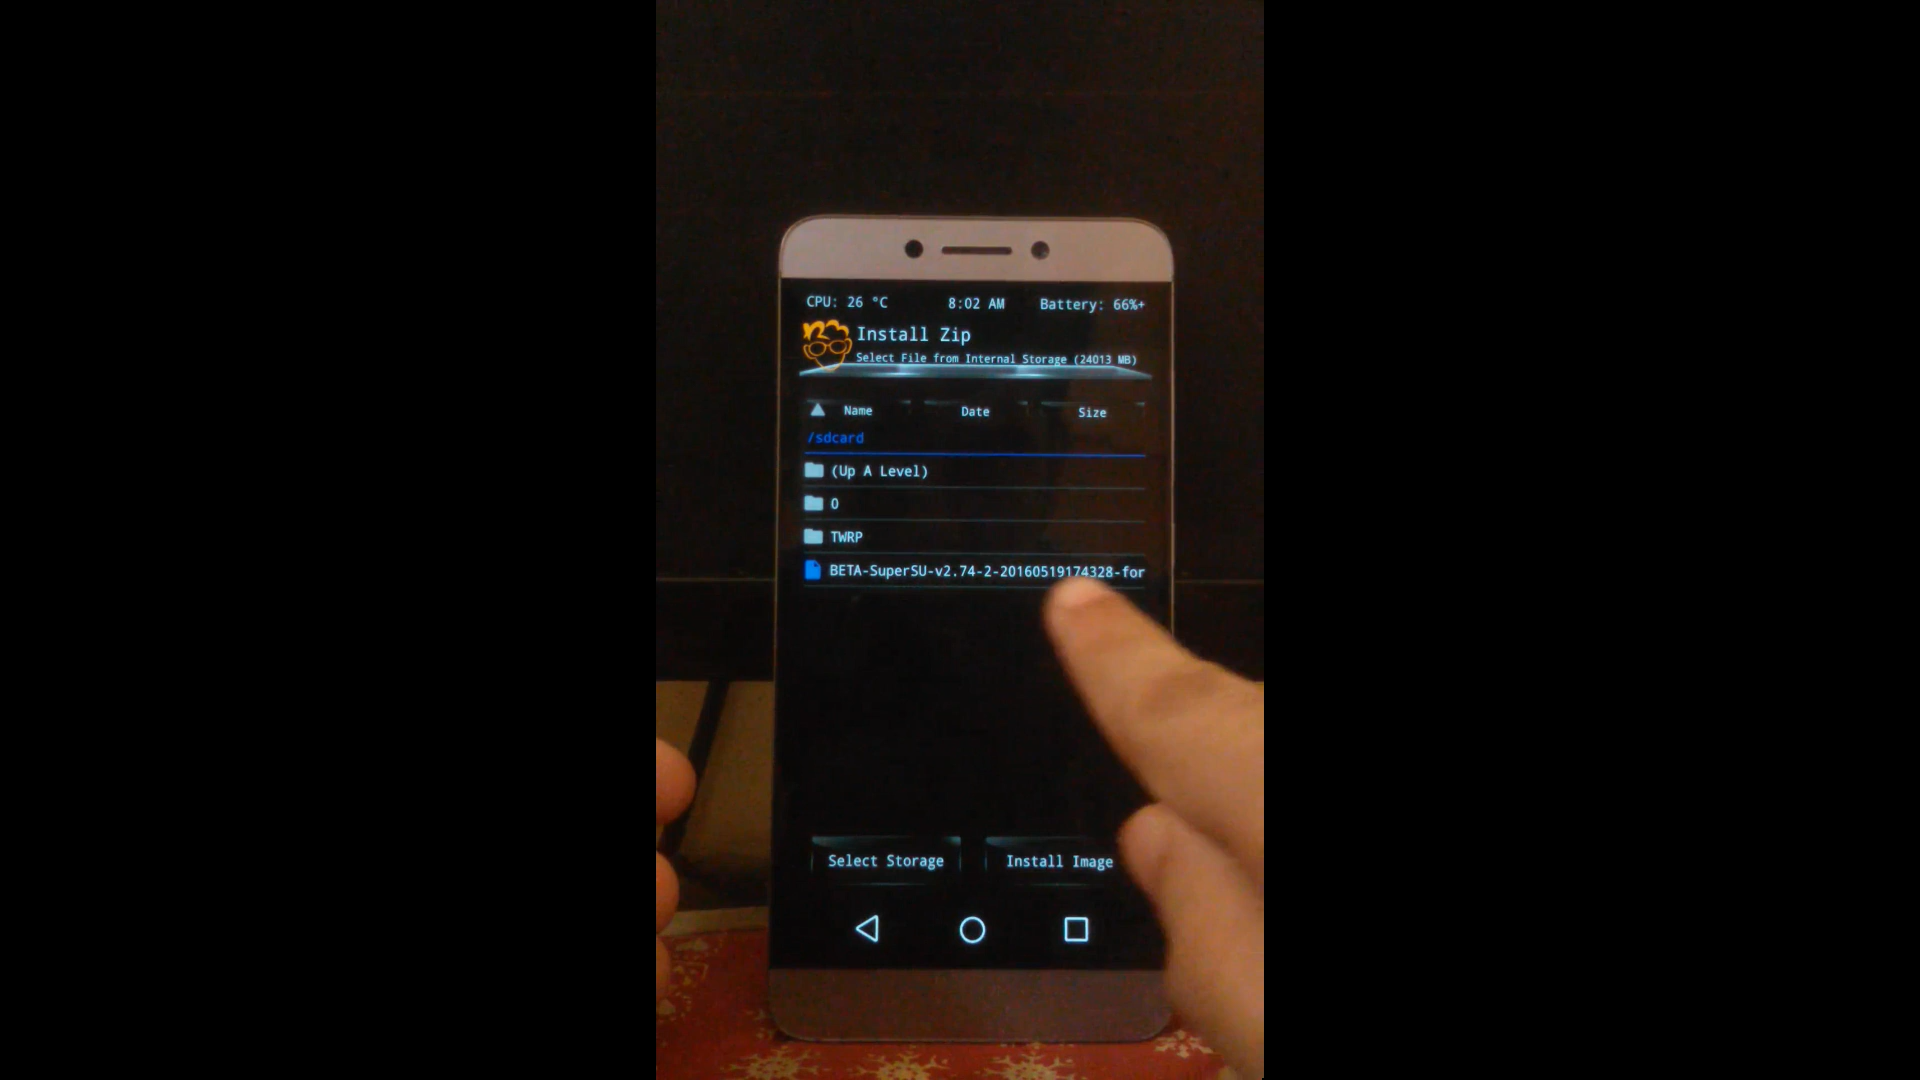 CPU: 26 °C 8:02 AM Battery: 66%+
Install Zip
Select File from Internal Storage (24013 MB)
Name Date Size
/sdcard
(Up A Level)
0
TWRP
BETA-SuperSU-v2.74-2-20160519174328-for
Select Storage Install Image